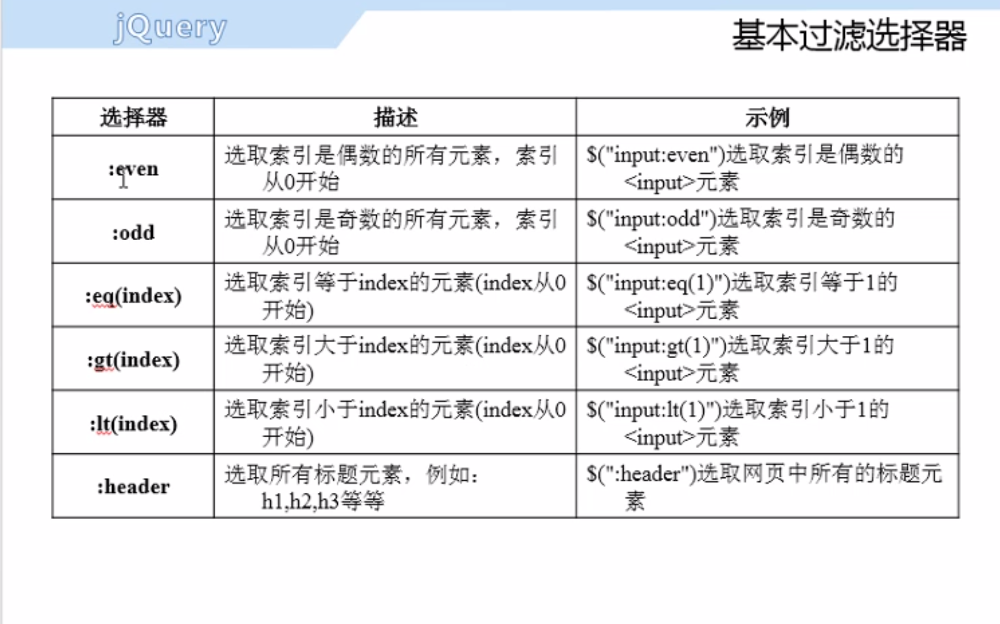 jQuery
基本过滤选择器
选择器
描述
示例
:even
选取索引是偶数的所有元素，索引
从0开始
$("input:even")选取索引是偶数的
<input>元素
:odd
选取索引是奇数的所有元素，索引
从0开始
$("input:odd")选取索引是奇数的
<input>元素
:eq(index)
选取索引等于index的元素(index从0
开始)
$("input:eq(1)")选取索引等于1的
<input>元素
:gt(index)
选取索引大于index的元素(index从0
开始)
$("input:gt(1)")选取索引大于1的
<input>元素
:lt(index)
选取索引小于index的元素(index从0
开始)
$("input:lt(1)")选取索引小于1的
<input>元素
:header
选取所有标题元素，例如：
h1,h2,h3等等
$(":header")选取网页中所有的标题元
素